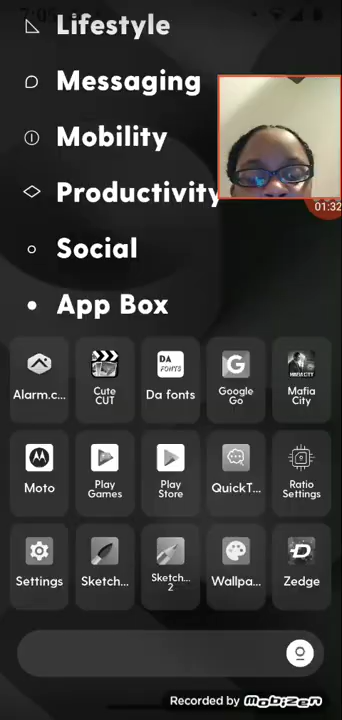 7:05
Lifestyle
Messaging
Mobility
Productivity
01:32
Social
App Box
Alarm.c...
Cute
CUT
DA
FONTS
Da fonts
G
Google
Go
MAFIA CITY
Mafia
City
Moto
Play
Games
Play
Store
QuickT...
Ratio
Settings
Settings
Sketch...
Sketch...
2
Wallpa...
Zedge
Recorded by Mobizen